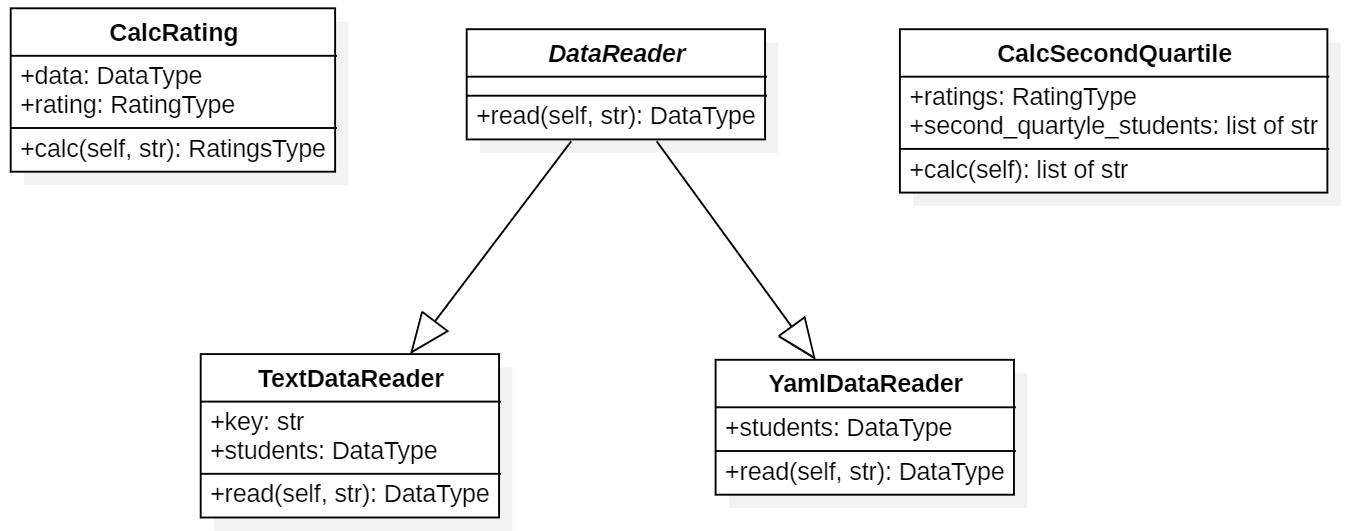 CalcRating
+data: DataType
+rating: RatingType
+calc(self, str): RatingsType
DataReader
+read(self, str): DataType
CalcSecondQuartile
+ratings: RatingType
+second_quartyle_students: list of str
+calc(self): list of str
TextDataReader
+key: str
+students: DataType
+read(self, str): DataType
YamlDataReader
+students: DataType
+read(self, str): DataType